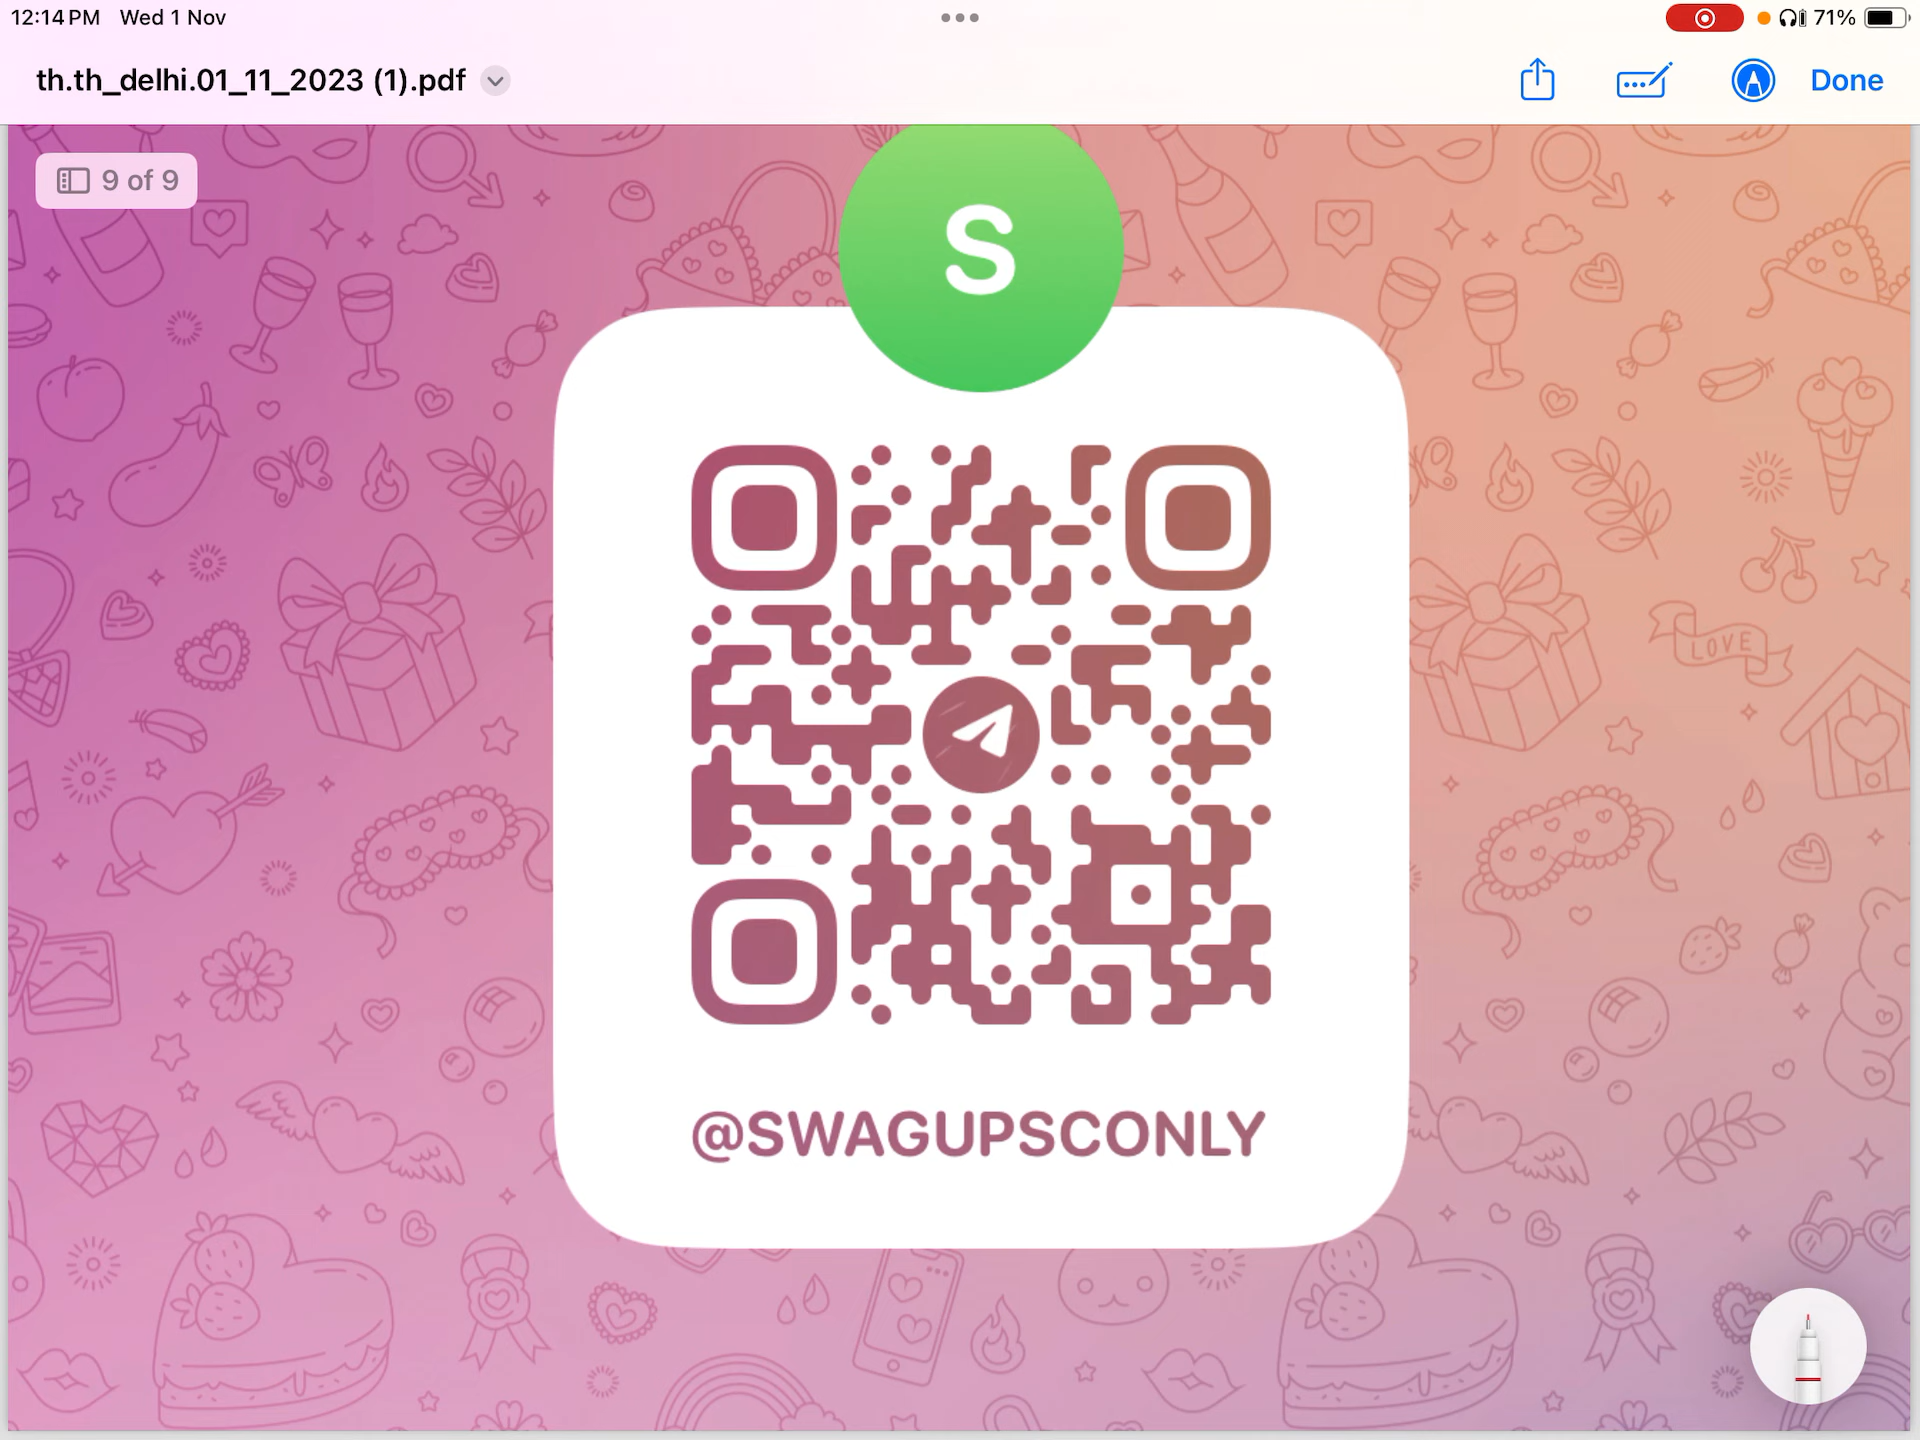 12:14 PM Wed 1 Nov
71%
th.th_delhi.01_11_2023 (1).pdf
Done
9 of 9
S
LOVE
@SWAGUPSCONLY